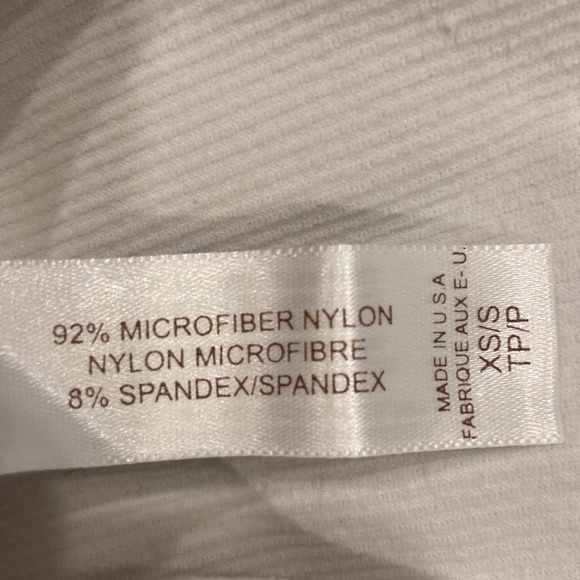 92% MICROFIBER NYLON
NYLON MICROFIBRE
8% SPANDEX/SPANDEX
MADE IN U.S.A
FABRIQUE AUX E-.U.
XS/S
TP/P